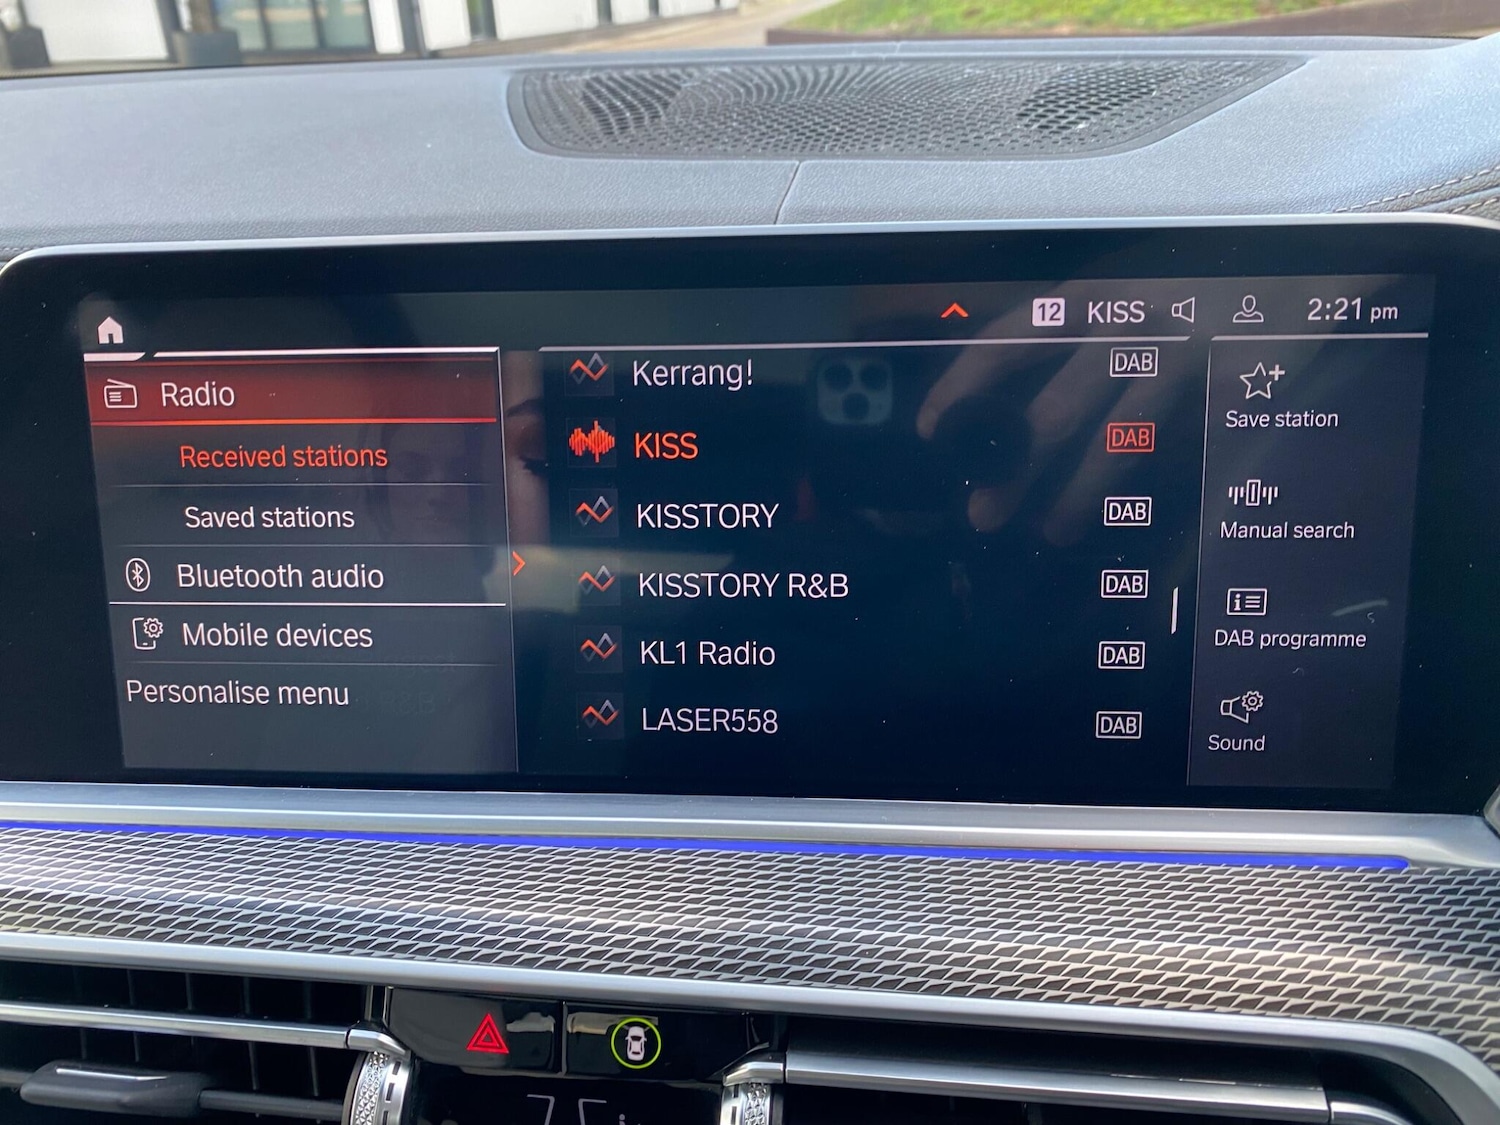 12 KISS 2:21 pm
Radio
Received stations
Saved stations
Bluetooth audio
Mobile devices
Personalise menu
Kerrang! DAB
KISS DAB
KISSTORY DAB
KISSTORY R&B DAB
KL1 Radio DAB
LASER558 DAB
Save station
Manual search
DAB programme
Sound